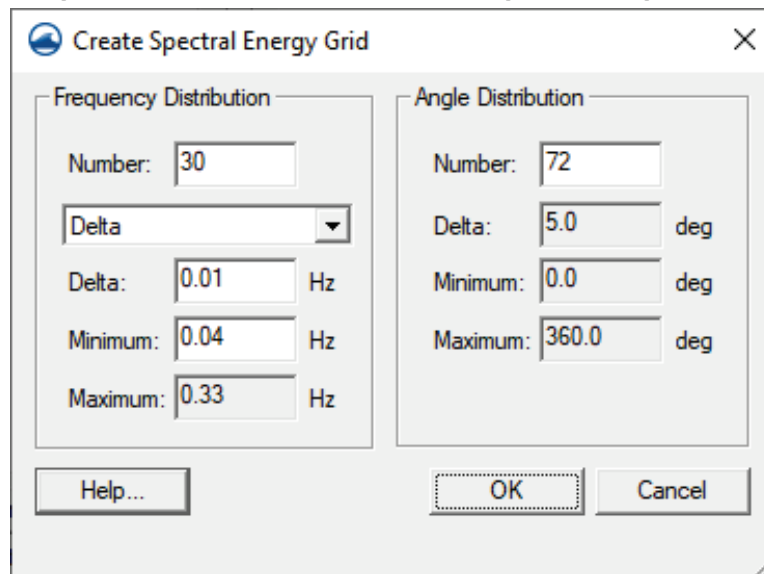 Create Spectral Energy Grid
Frequency Distribution
Number: 30
Delta
Delta: 0.01 Hz
Minimum: 0.04 Hz
Maximum: 0.33 Hz
Angle Distribution
Number: 72
Delta: 5.0 deg
Minimum: 0.0 deg
Maximum: 360.0 deg
Help...
OK
Cancel